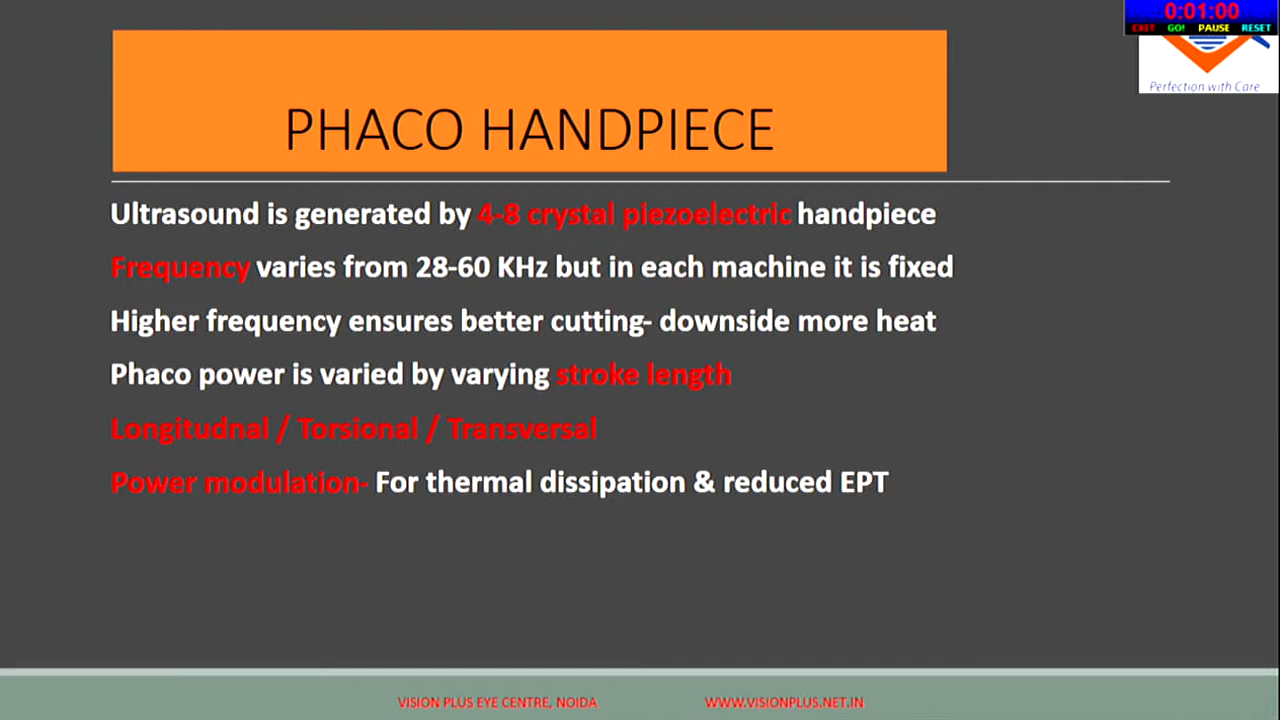 0:01:00
EXIT GO! PAUSE RESET
Perfection with Care
PHACO HANDPIECE
Ultrasound is generated by 4-8 crystal piezoelectric handpiece
Frequency varies from 28-60 KHz but in each machine it is fixed
Higher frequency ensures better cutting- downside more heat
Phaco power is varied by varying stroke length
Longitudnal / Torsional / Transversal
Power modulation- For thermal dissipation & reduced EPT
VISION PLUS EYE CENTRE, NOIDA WWW.VISIONPLUS.NET.IN